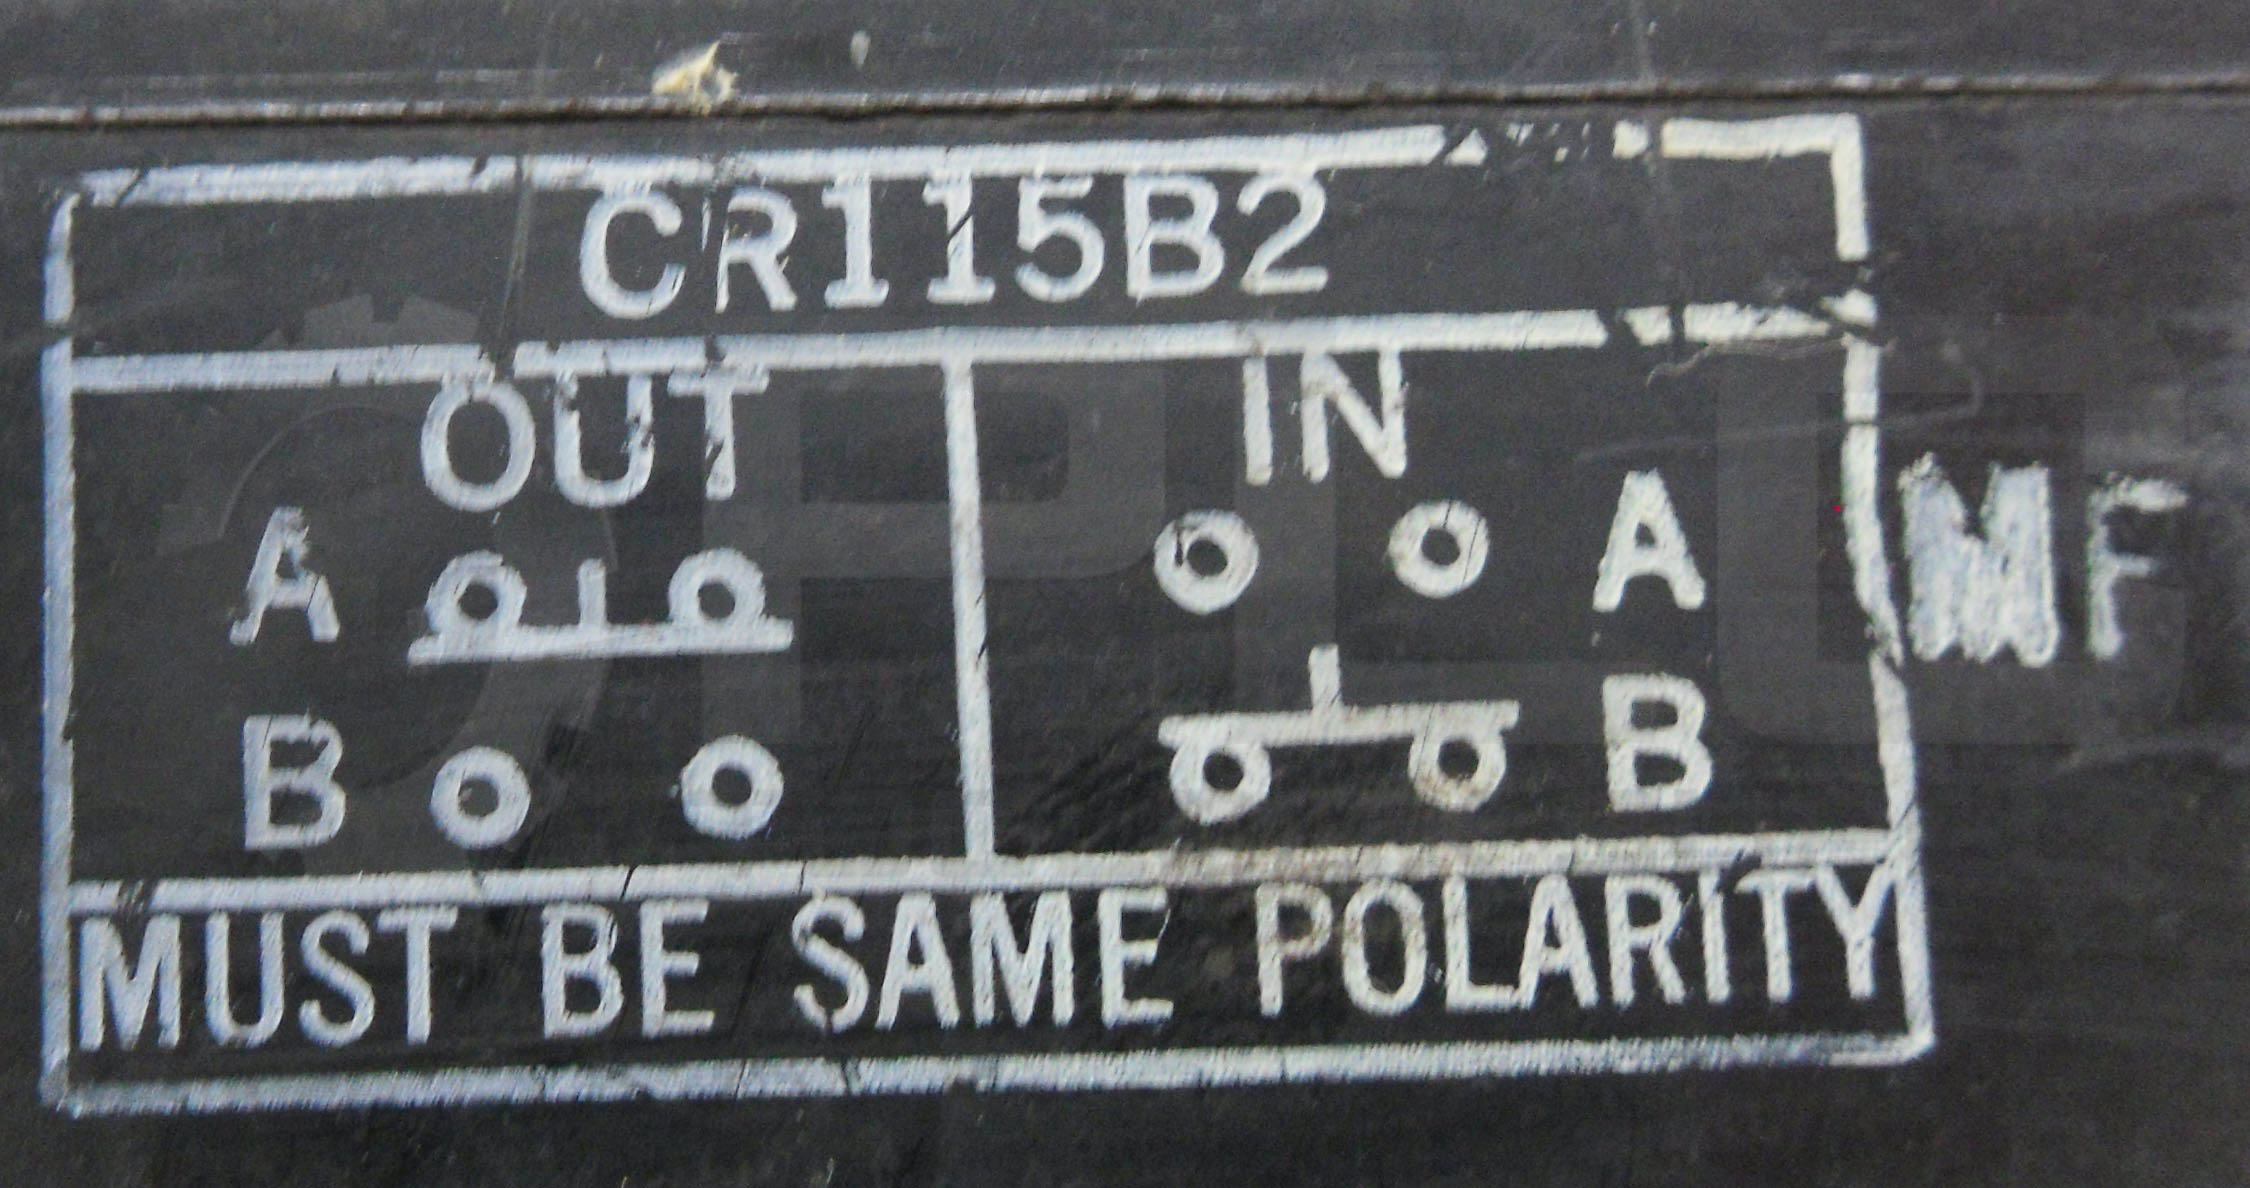 CR115B2
OUT IN
A A
MF
B B
MUST BE SAME POLARITY